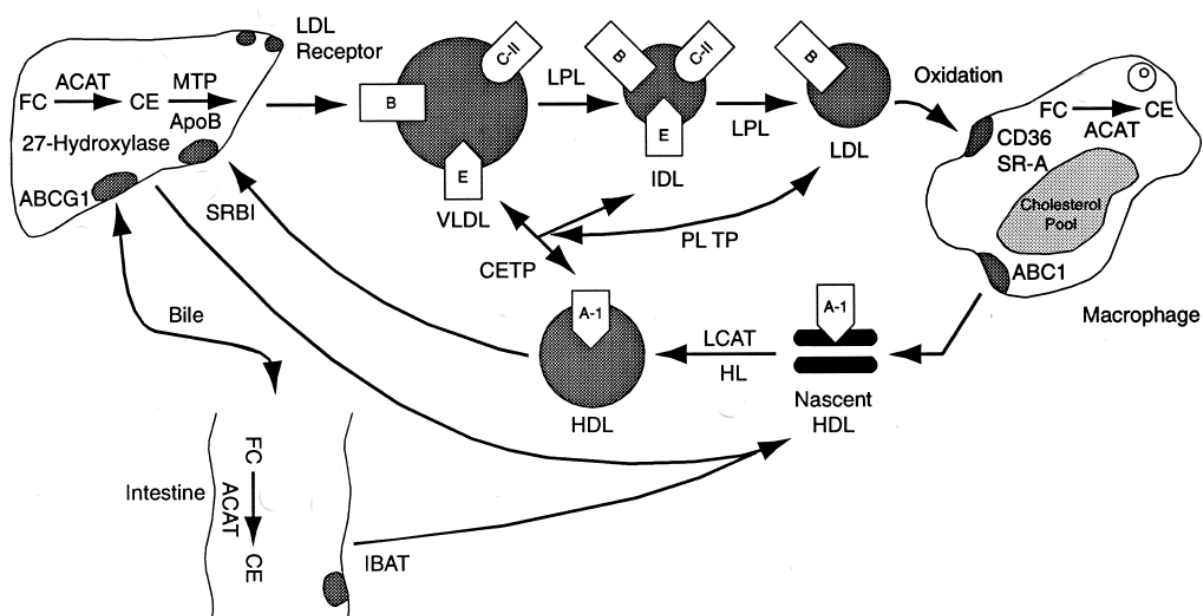 LDL
Receptor
ACAT
MTP
FC
CE
ApoB
27-Hydroxylase
ABCG1
B
C-II
E
VLDL
LPL
B
C-II
E
IDL
LPL
B
LDL
Oxidation
FC
CE
ACAT
CD36
SR-A
Cholesterol
Pool
ABC1
Macrophage
SRBI
CETP
PL TP
A-1
HDL
LCAT
HL
A-1
Nascent
HDL
Bile
Intestine
FC
ACAT
CE
IBAT